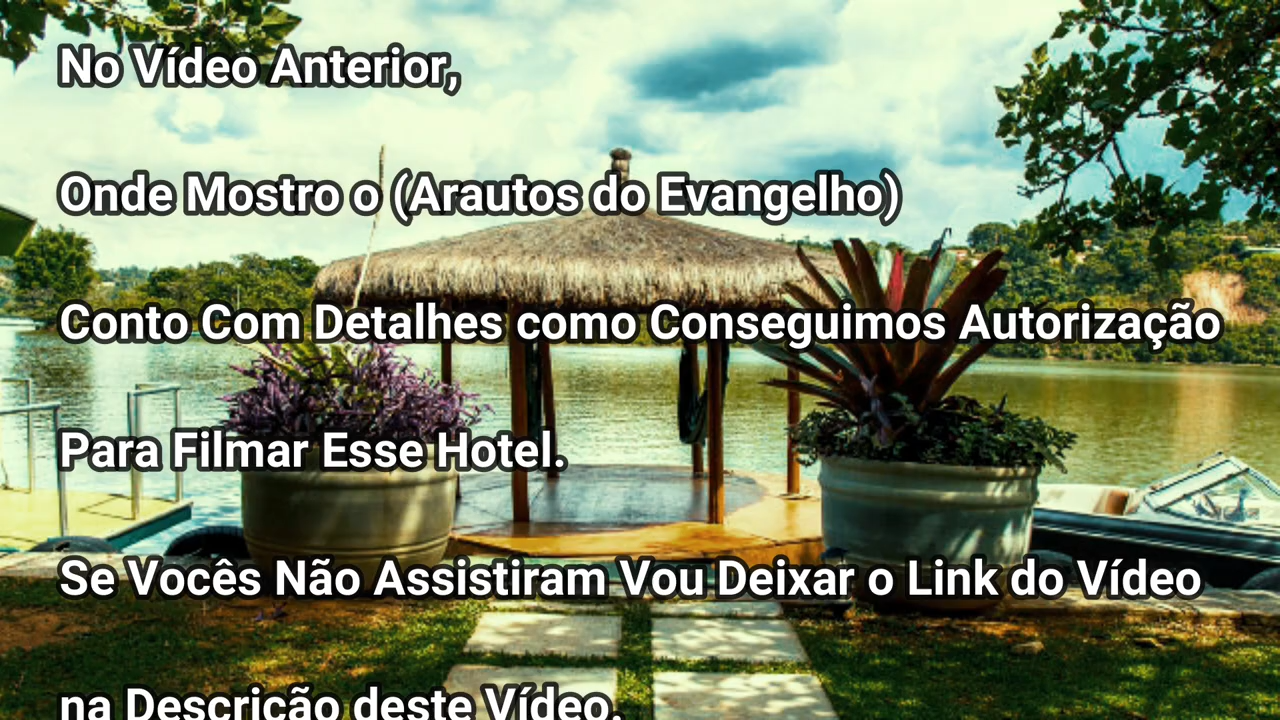 No Vídeo Anterior,
Onde Mostro o (Arautos do Evangelho)
Conto Com Detalhes como Conseguimos Autorização
Para Filmar Esse Hotel.
Se Vocês Não Assistiram Vou Deixar o Link do Vídeo
na Descrição deste Vídeo.